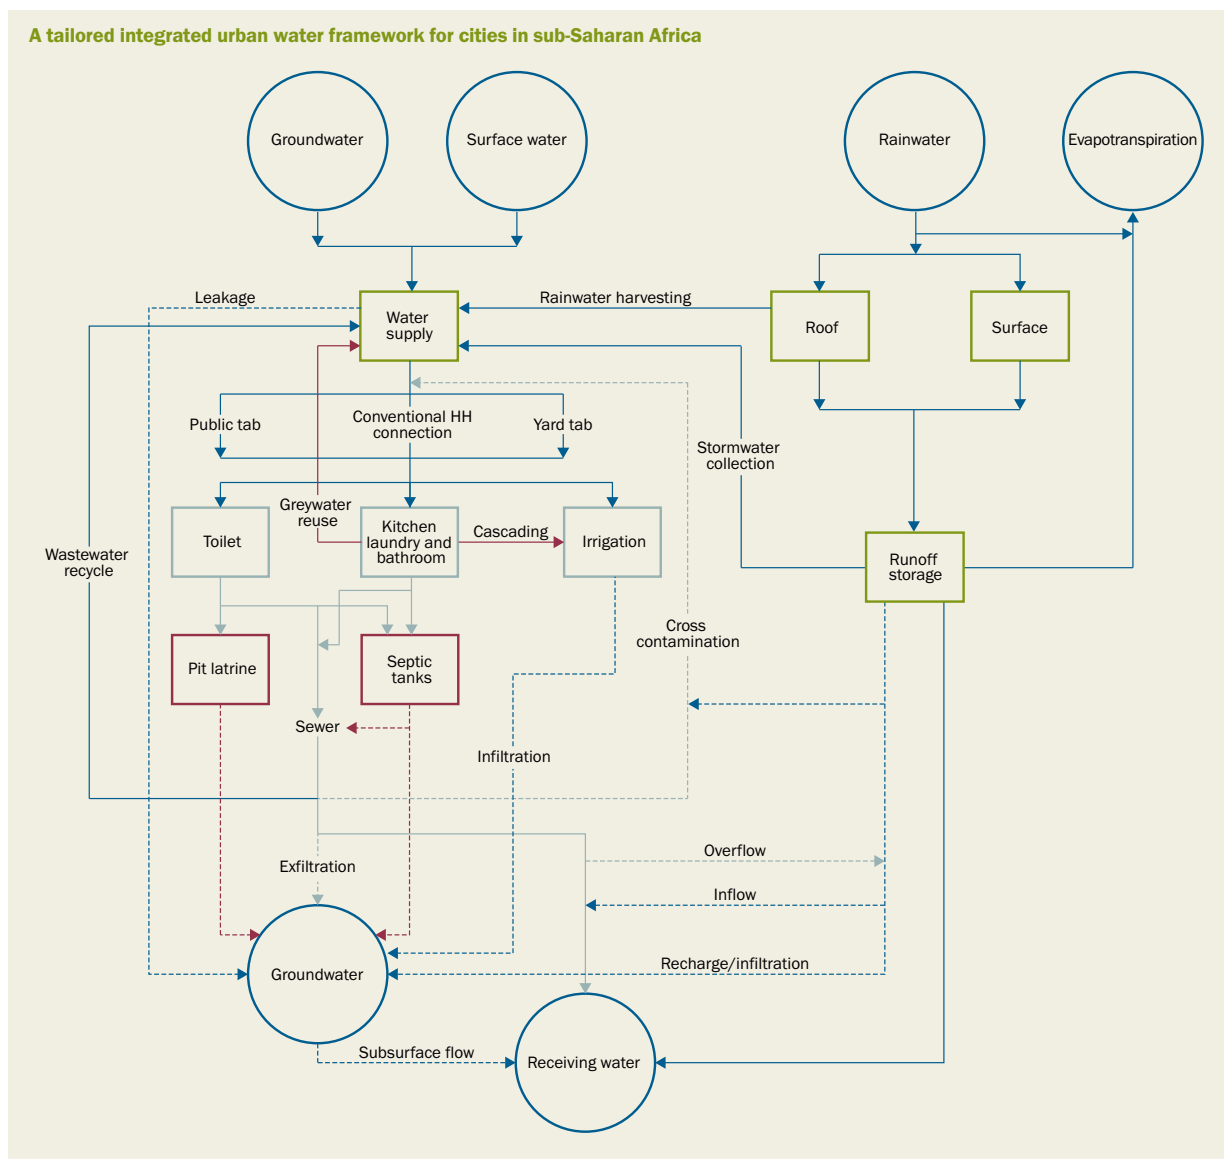 A tailored integrated urban water framework for cities in sub-Saharan Africa
Groundwater
Surface water
Rainwater
Evapotranspiration
Leakage
Rainwater harvesting
Water
supply
Roof
Surface
Public tab
Conventional HH
connection
Yard tab
Stormwater
collection
Greywater
reuse
Toilet
Kitchen
laundry and
bathroom
Cascading
Irrigation
Wastewater
recycle
Runoff
storage
Cross
contamination
Pit latrine
Septic
tanks
Sewer
Infiltration
Overflow
Exfiltration
Inflow
Recharge/infiltration
Groundwater
Subsurface flow
Receiving water